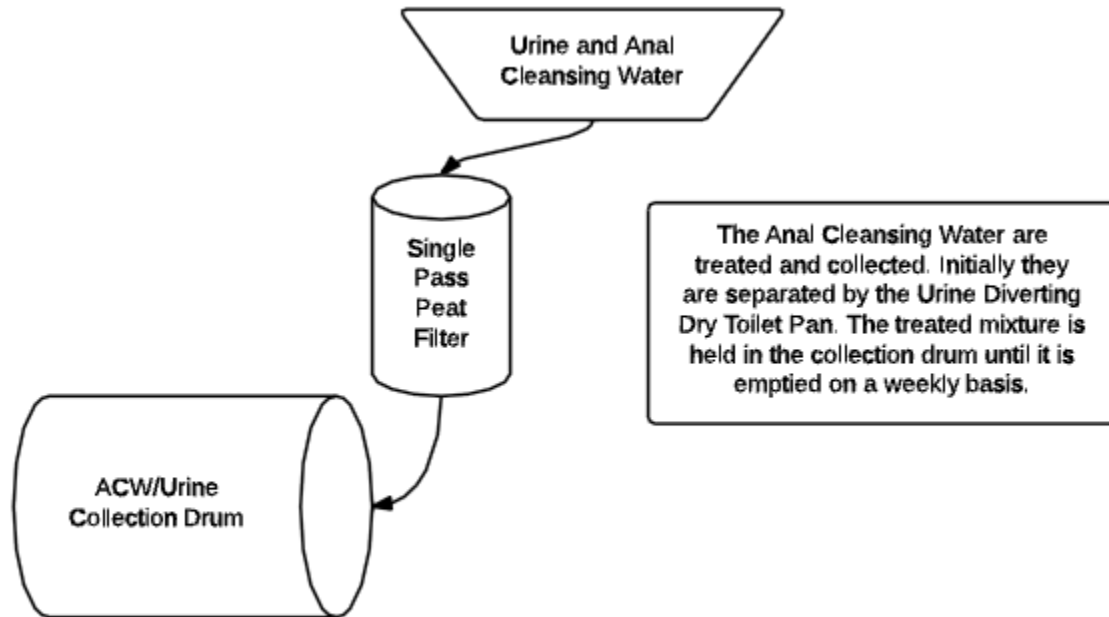 Urine and Anal
Cleansing Water
Single
Pass
Peat
Filter
The Anal Cleansing Water are
treated and collected. Initially they
are separated by the Urine Diverting
Dry Toilet Pan. The treated mixture is
held in the collection drum until it is
emptied on a weekly basis.
ACW/Urine
Collection Drum